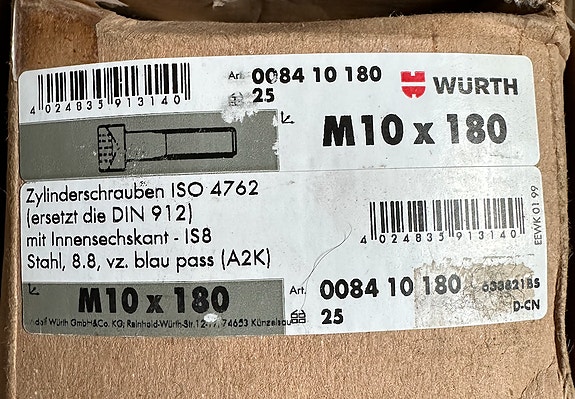 Art. 0084 10 180
25
WÜRTH
4 024835 913140
M10 x 180
Zylinderschrauben ISO 4762
(ersetzt die DIN 912)
mit Innensechskant - IS8
Stahl, 8.8, vz. blau pass (A2K)
4 024835 913140
EEWK 01 99
M10 x 180
Art. 0084 10 180
25
D-CN
Würth GmbH&Co. KG; Reinhold-Würth-Str.12-17, 74653 Künzelsau